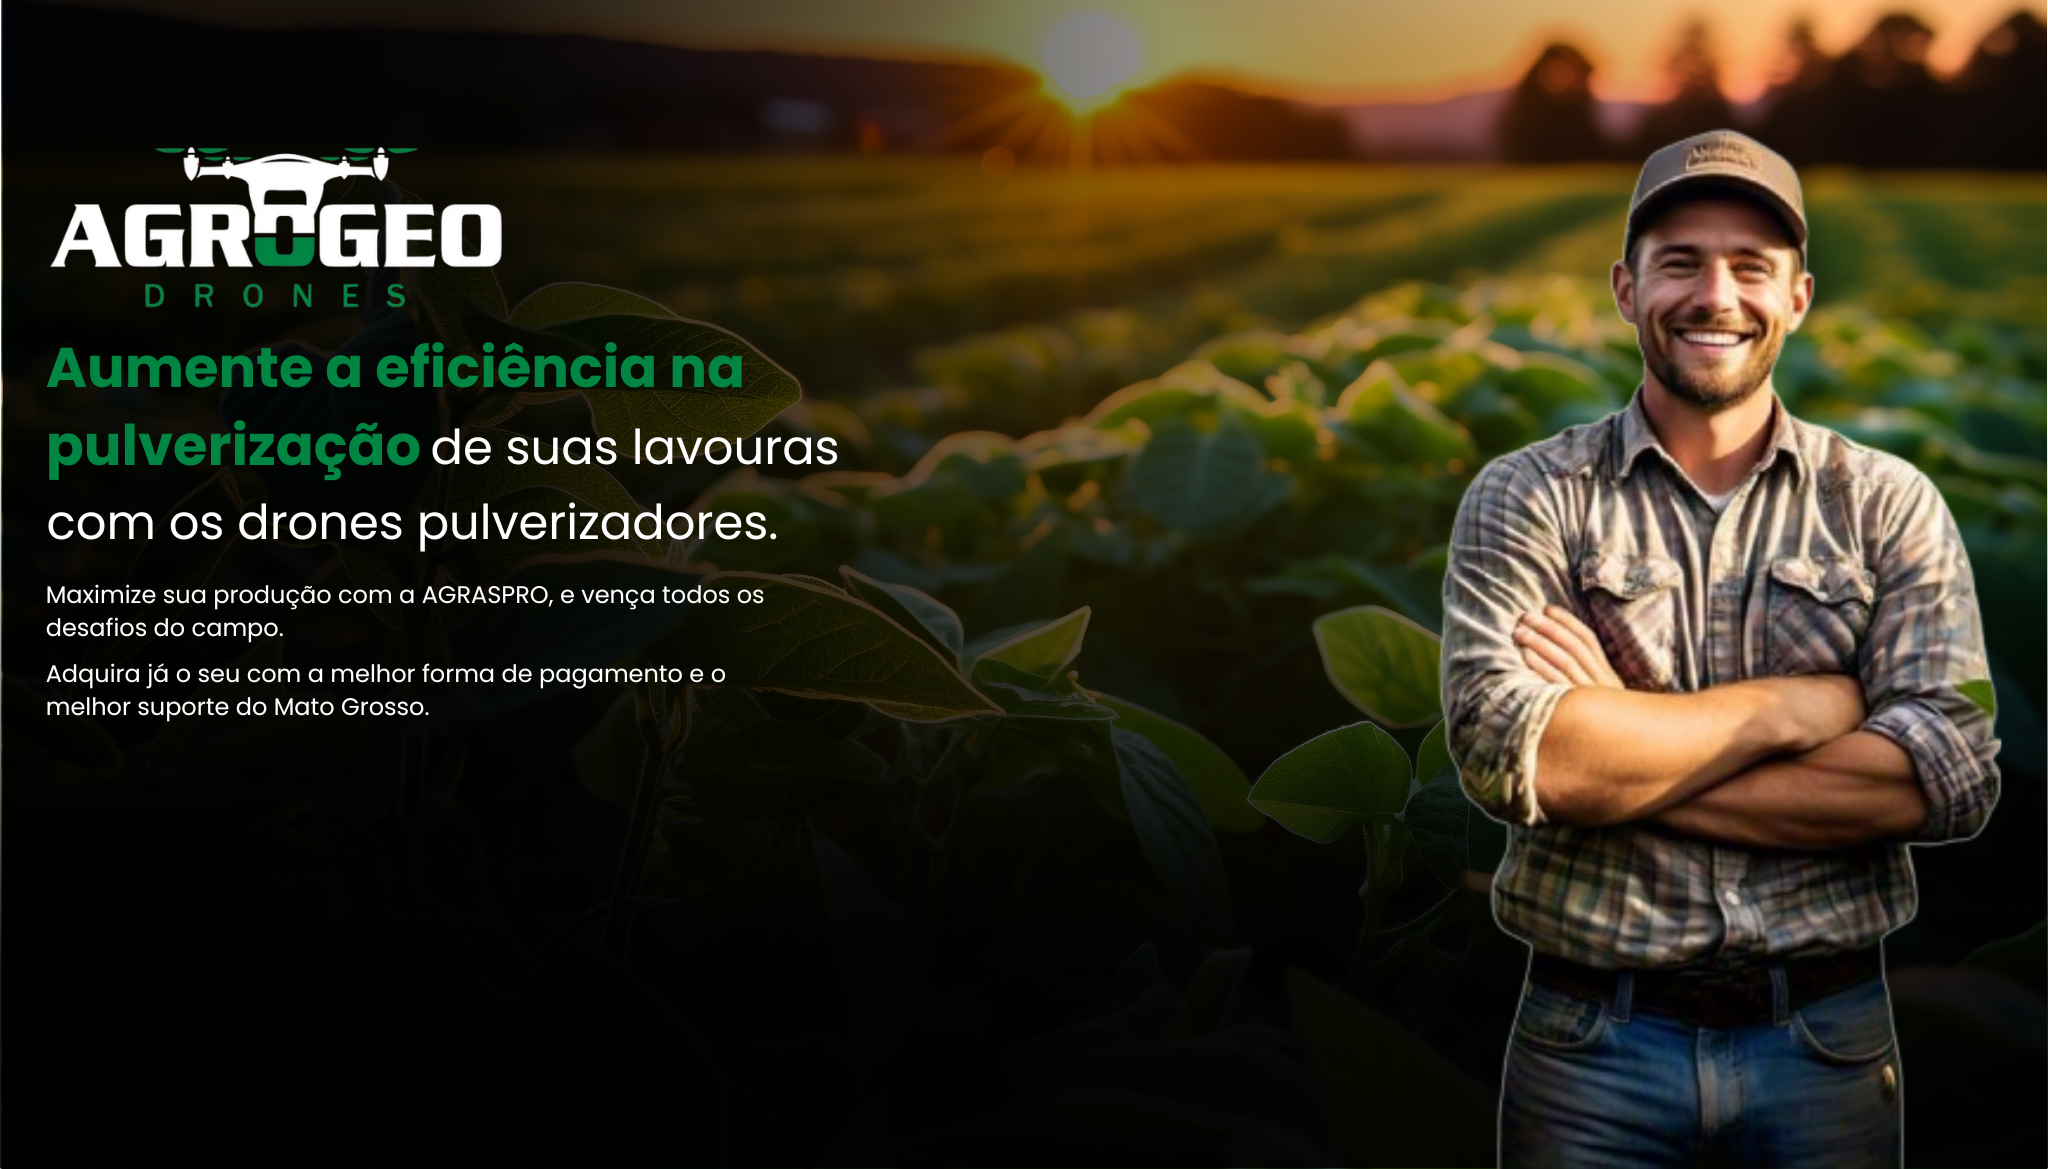 AGROGEO
DRONES
Aumente a eficiência na
pulverização de suas lavouras
com os drones pulverizadores.
Maximize sua produção com a AGRASPRO, e vença todos os
desafios do campo.
Adquira já o seu com a melhor forma de pagamento e o
melhor suporte do Mato Grosso.